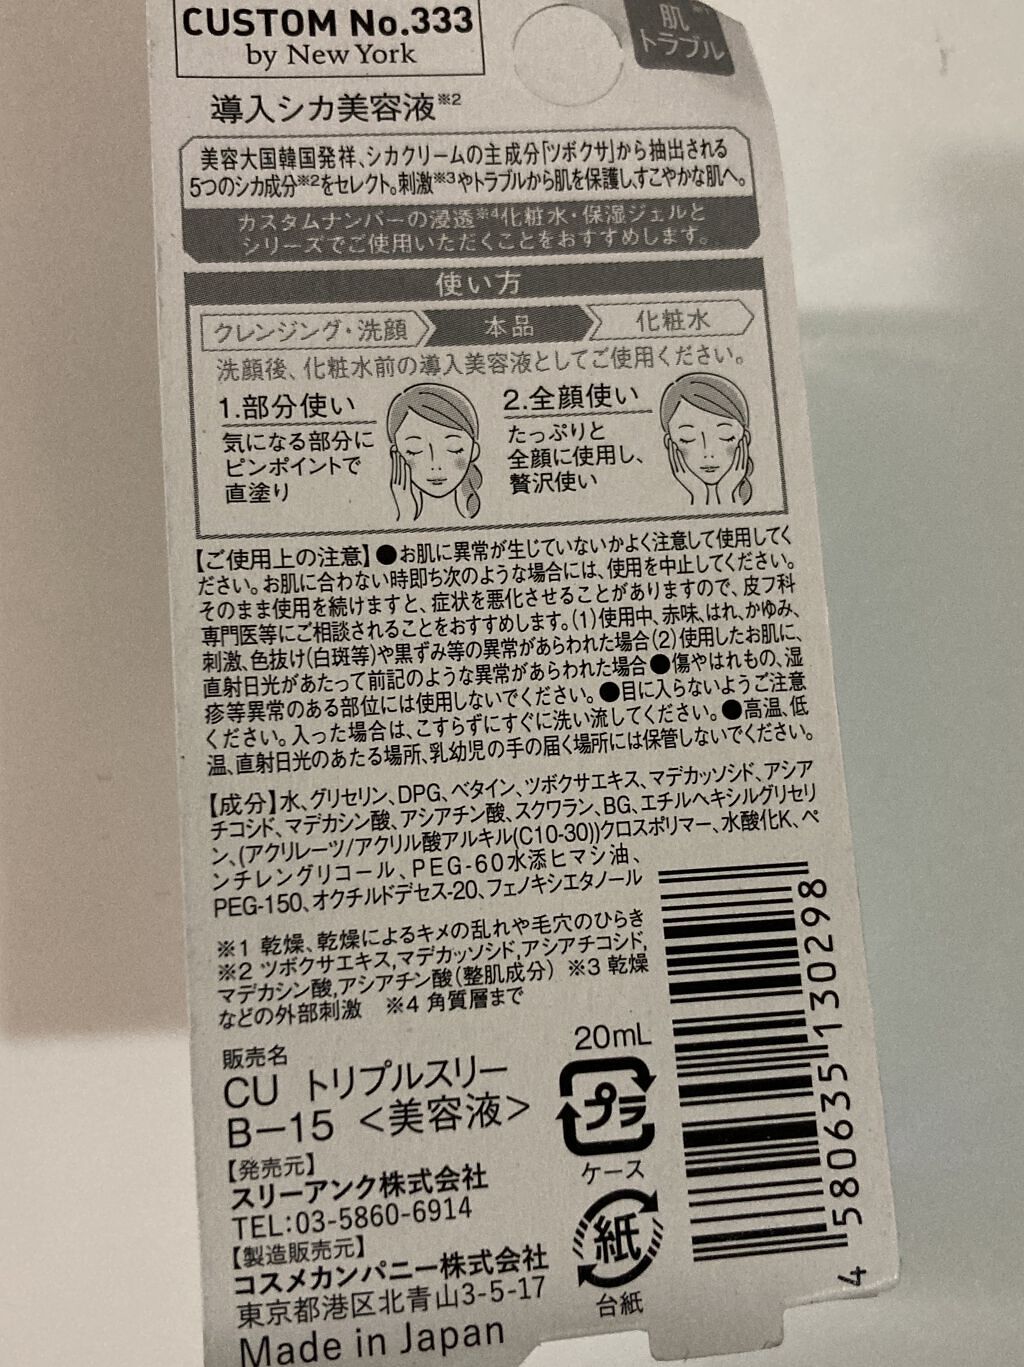 CUSTOM No.333
by New York
肌※1
トラブル
導入シカ美容液※2
美容大国韓国発祥、シカクリームの主成分「ツボクサ」から抽出される
5つのシカ成分※2をセレクト。刺激※3やトラブルから肌を保護し、すこやかな肌へ。
カスタムナンバーの浸透※4化粧水・保湿ジェルと
シリーズでご使用いただくことをおすすめします。
使い方
クレンジング・洗顔 本品 化粧水
洗顔後、化粧水前の導入美容液としてご使用ください。
1.部分使い
気になる部分に
ピンポイントで
直塗り
2.全顔使い
たっぷりと
全顔に使用し、
贅沢使い
【ご使用上の注意】●お肌に異常が生じていないかよく注意して使用してく
ださい。お肌に合わない時即ち次のような場合には、使用を中止してください。
そのまま使用を続けますと、症状を悪化させることがありますので、皮フ科
専門医等にご相談されることをおすすめします。(1)使用中、赤味、はれ、かゆみ、
刺激、色抜け(白斑等)や黒ずみ等の異常があらわれた場合(2)使用したお肌に、
直射日光があたって前記のような異常があらわれた場合●傷やはれもの、湿
疹等異常のある部位には使用しないでください。●目に入らないようご注意
ください。入った場合は、こすらずにすぐに洗い流してください。●高温、低
温、直射日光のあたる場所、乳幼児の手の届く場所には保管しないでください。
【成分】水、グリセリン、DPG、ベタイン、ツボクサエキス、マデカッソシド、アシア
チコシド、マデカシン酸、アシアチン酸、スクワラン、BG、エチルヘキシルグリセリ
ン、(アクリレーツ/アクリル酸アルキル(C10-30))クロスポリマー、水酸化K、ペ
ンチレングリコール、PEG-60水添ヒマシ油、
PEG-150、オクチルドデセス-20、フェノキシエタノール
※1 乾燥、乾燥によるキメの乱れや毛穴のひらき
※2 ツボクサエキス,マデカッソシド,アシアチコシド,
マデカシン酸,アシアチン酸(整肌成分) ※3 乾燥
などの外部刺激 ※4 角質層まで
販売名
CU トリプルスリー
B－15 <美容液>
【発売元】
スリーアンク株式会社
TEL:03-5860-6914
【製造販売元】
コスメカンパニー株式会社
東京都港区北青山3-5-17
Made in Japan
20mL
プラ
ケース
紙
台紙
4 580635 130298